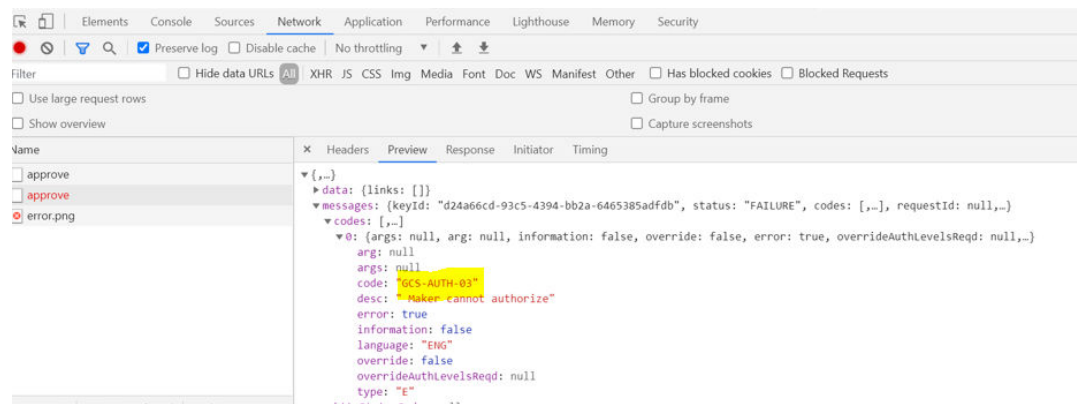 Elements Console Sources Network Application Performance Lighthouse Memory Security
Preserve log Disable cache No throttling
Filter Hide data URLs All XHR JS CSS Img Media Font Doc WS Manifest Other Has blocked cookies Blocked Requests
Use large request rows Group by frame
Show overview Capture screenshots
Name × Headers Preview Response Initiator Timing
approve ▼{,…}
▶data: {links: []}
approve
▼messages: {keyId: "d24a66cd-93c5-4394-bb2a-6465385adfdb", status: "FAILURE", codes: [,…], requestId: null,…}
error.png ▼codes: [,…]
▼0: {args: null, arg: null, information: false, override: false, error: true, overrideAuthLevelsReqd: null,…}
arg: null
args: null
code: "GCS-AUTH-03"
desc: " Maker cannot authorize"
error: true
information: false
language: "ENG"
override: false
overrideAuthLevelsReqd: null
type: "E"